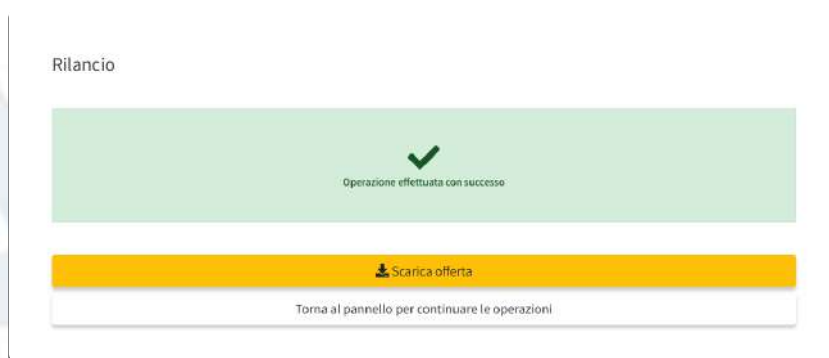 Rilancio
Operazione effettuata con successo
Scarica offerta
Torna al pannello per continuare le operazioni